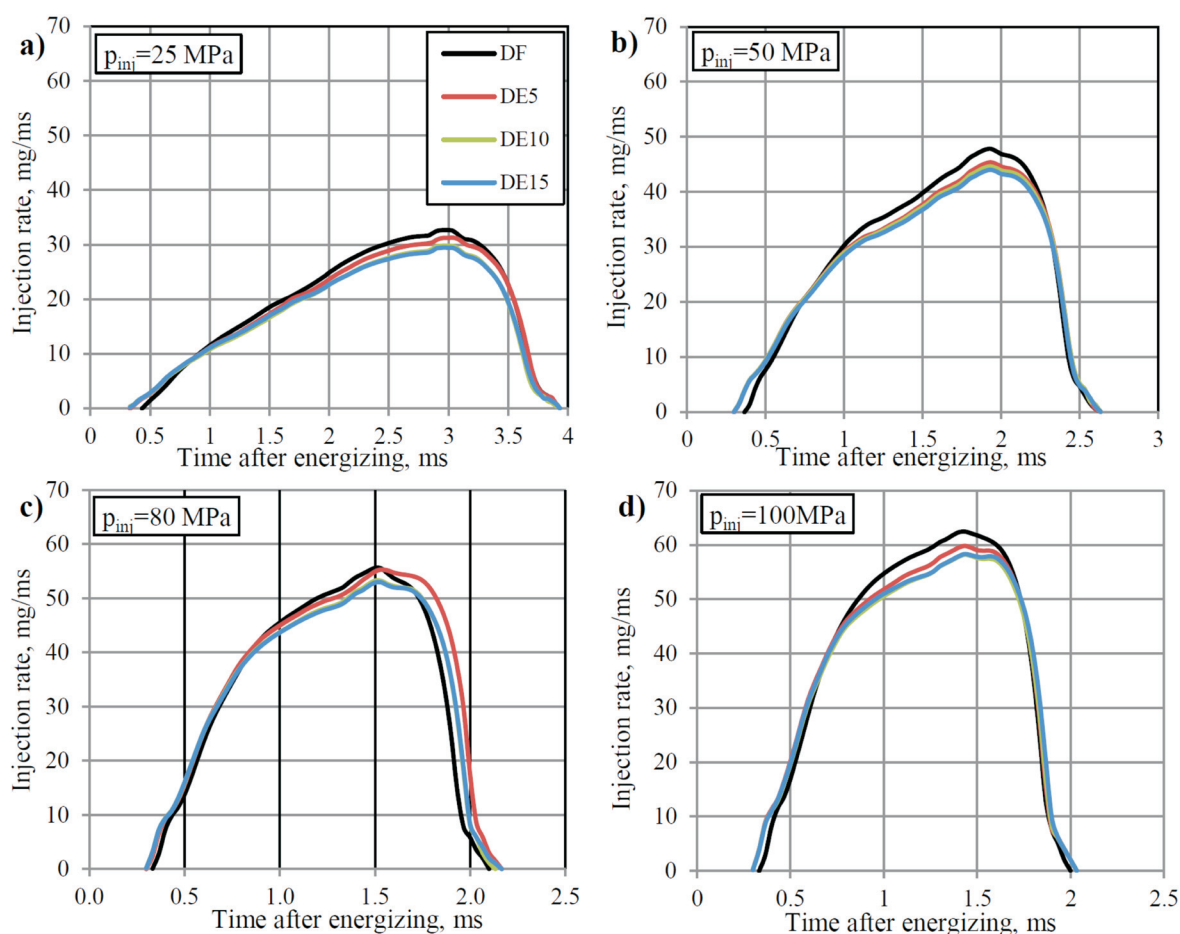 a)
p_inj=25 MPa
DF
DE5
DE10
DE15
Injection rate, mg/ms
70
60
50
40
30
20
10
0
0 0.5 1 1.5 2 2.5 3 3.5 4
Time after energizing, ms
b)
p_inj=50 MPa
Injection rate, mg/ms
70
60
50
40
30
20
10
0
0 0.5 1 1.5 2 2.5 3
Time after energizing, ms
c)
p_inj=80 MPa
Injection rate, mg/ms
70
60
50
40
30
20
10
0
0.0 0.5 1.0 1.5 2.0 2.5
Time after energizing, ms
d)
p_inj=100MPa
Injection rate, mg/ms
70
60
50
40
30
20
10
0
0 0.5 1 1.5 2 2.5
Time after energizing, ms